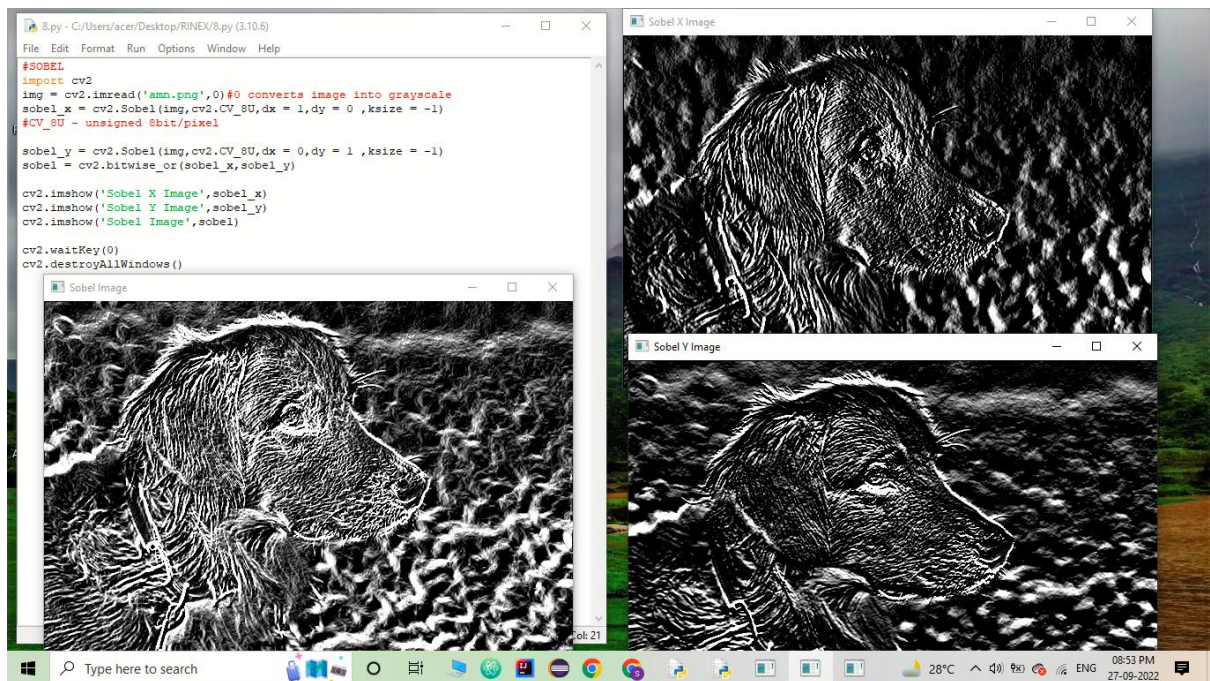 8.py - C:/Users/acer/Desktop/RINEX/8.py (3.10.6)
File Edit Format Run Options Window Help
#SOBEL
import cv2
img = cv2.imread('amn.png',0)#0 converts image into grayscale
sobel_x = cv2.Sobel(img,cv2.CV_8U,dx = 1,dy = 0 ,ksize = -1)
#CV_8U - unsigned 8bit/pixel
sobel_y = cv2.Sobel(img,cv2.CV_8U,dx = 0,dy = 1 ,ksize = -1)
sobel = cv2.bitwise_or(sobel_x,sobel_y)
cv2.imshow('Sobel X Image',sobel_x)
cv2.imshow('Sobel Y Image',sobel_y)
cv2.imshow('Sobel Image',sobel)
cv2.waitKey(0)
cv2.destroyAllWindows()
Sobel Image
Col: 21
Sobel X Image
Sobel Y Image
Type here to search
28°C
ENG
08:53 PM
27-09-2022